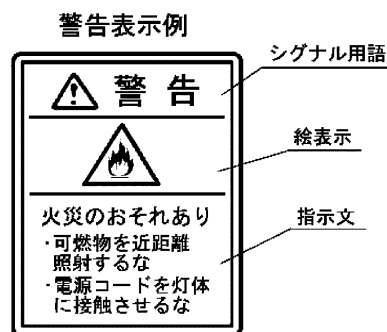 警告表示例
シグナル用語
警告
絵表示
火災のおそれあり
指示文
・可燃物を近距離
照射するな
・電源コードを灯体
に接触させるな